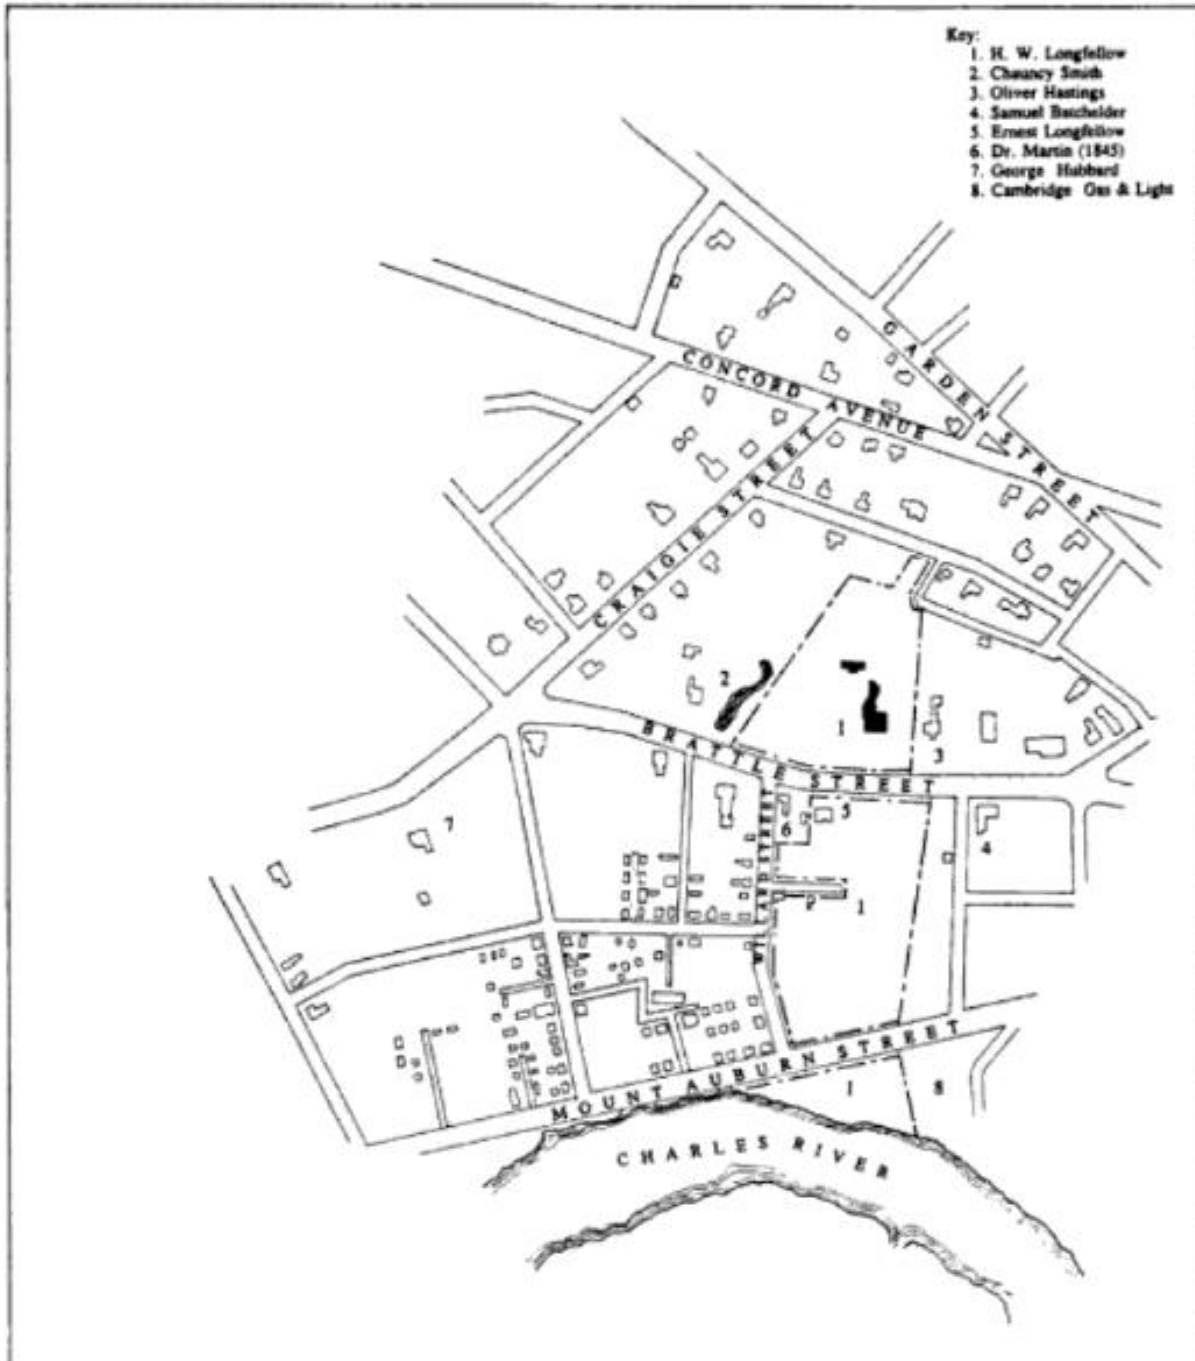 Key:
1. H. W. Longfellow
2. Chauncy Smith
3. Oliver Hastings
4. Samuel Batchelder
5. Ernest Longfellow
6. Dr. Martin (1845)
7. George Hubbard
8. Cambridge Gas & Light
GARDEN STREET
CONCORD AVENUE
CRAIGIE STREET
2
1
3
BRATTLE STREET
5
6
7
4
1
STREET
MOUNT AUBURN STREET
1
8
CHARLES RIVER